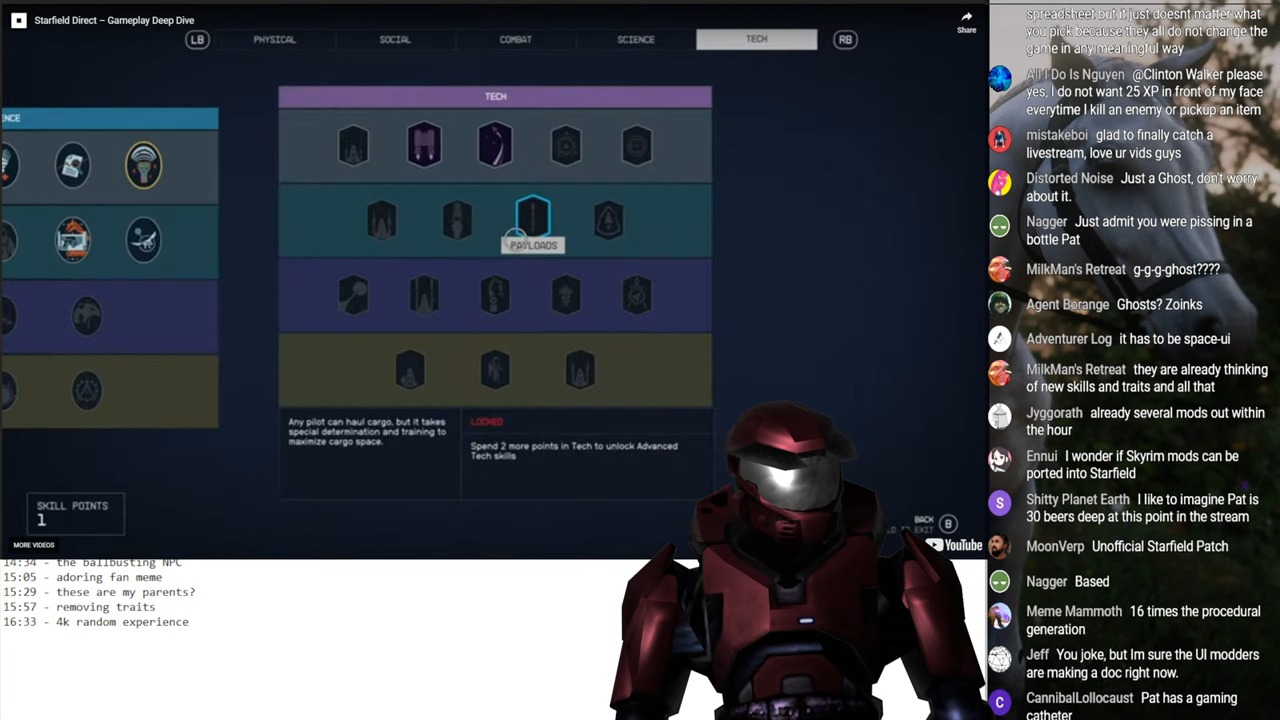 Starfield Direct – Gameplay Deep Dive
Share
LB
PHYSICAL
SOCIAL
COMBAT
SCIENCE
TECH
RB
ENCE
TECH
PAYLOADS
Any pilot can haul cargo, but it takes
special determination and training to
maximize cargo space.
LOCKED
Spend 2 more points in Tech to unlock Advanced
Tech skills
SKILL POINTS
1
BACK
B
TO EXIT
MORE VIDEOS
YouTube
14:34 - the ballbusting NPC
15:05 - adoring fan meme
15:29 - these are my parents?
15:57 - removing traits
16:33 - 4k random experience
spreadsheet but it just doesnt matter what
you pick because they all do not change the
game in any meaningful way
All I Do Is Nguyen @Clinton Walker please
yes, I do not want 25 XP in front of my face
everytime I kill an enemy or pickup an item
mistakeboi glad to finally catch a
livestream, love ur vids guys
Distorted Noise Just a Ghost, don't worry
about it.
Nagger Just admit you were pissing in a
bottle Pat
MilkMan's Retreat g-g-g-ghost????
Agent Borange Ghosts? Zoinks
Adventurer Log it has to be space-ui
MilkMan's Retreat they are already thinking
of new skills and traits and all that
Jyggorath already several mods out within
the hour
Ennui I wonder if Skyrim mods can be
ported into Starfield
S
Shitty Planet Earth I like to imagine Pat is
30 beers deep at this point in the stream
MoonVerp Unofficial Starfield Patch
Nagger Based
Meme Mammoth 16 times the procedural
generation
Jeff You joke, but Im sure the UI modders
are making a doc right now.
C
CannibalLollocaust Pat has a gaming
catheter